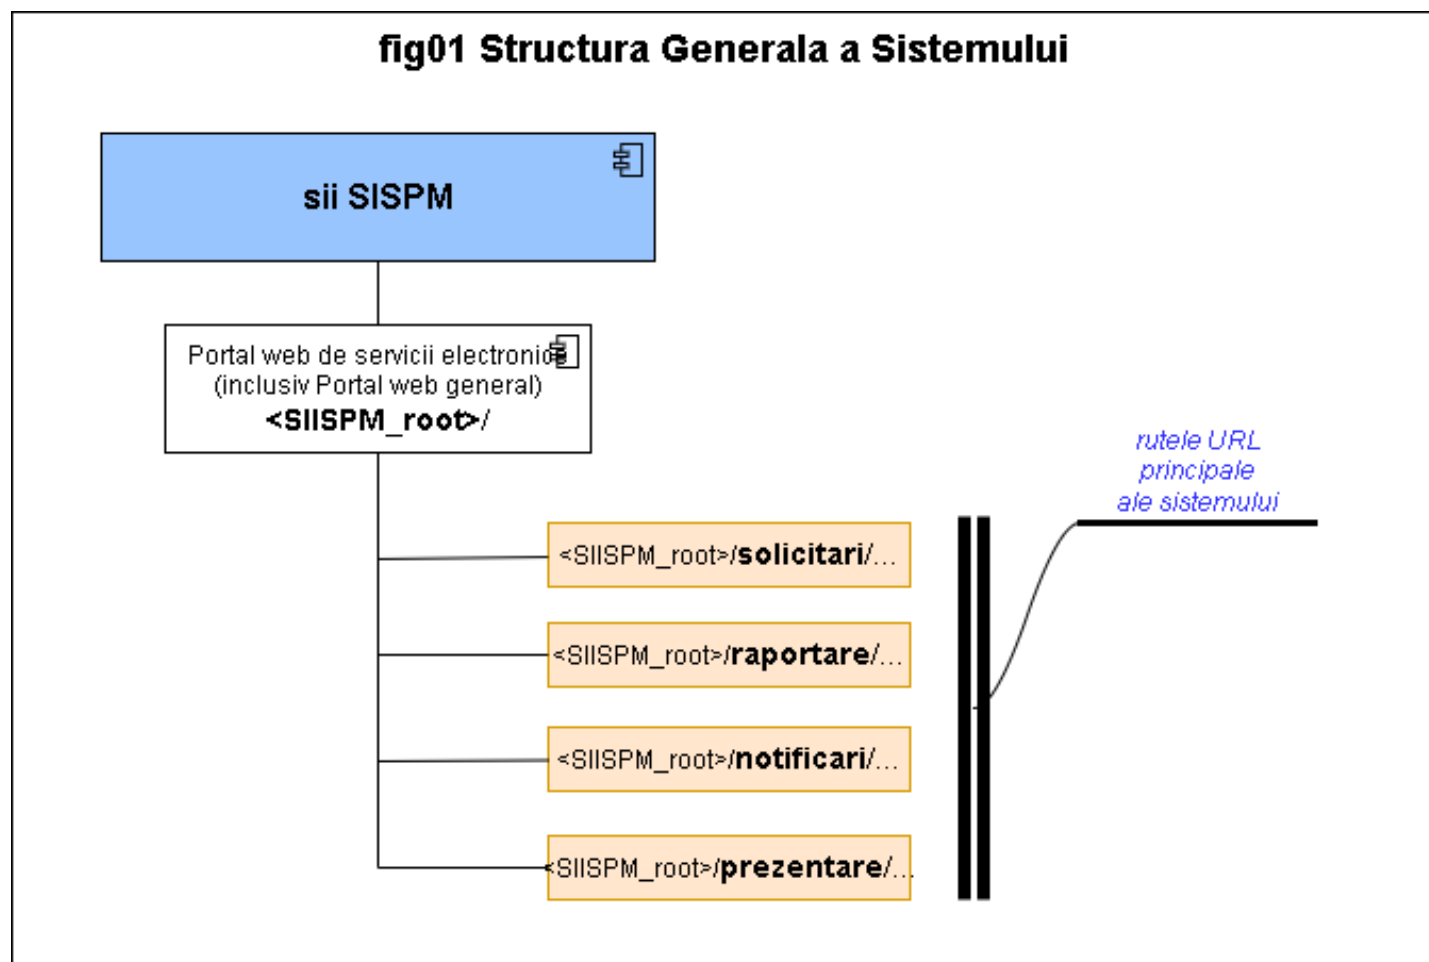 fig01 Structura Generala a Sistemului
sii SISPM
Portal web de servicii electronice
(inclusiv Portal web general)
<SIISPM_root>/
rutele URL
principale
ale sistemului
<SIISPM_root>/solicitari/...
<SIISPM_root>/raportare/...
<SIISPM_root>/notificari/...
<SIISPM_root>/prezentare/...